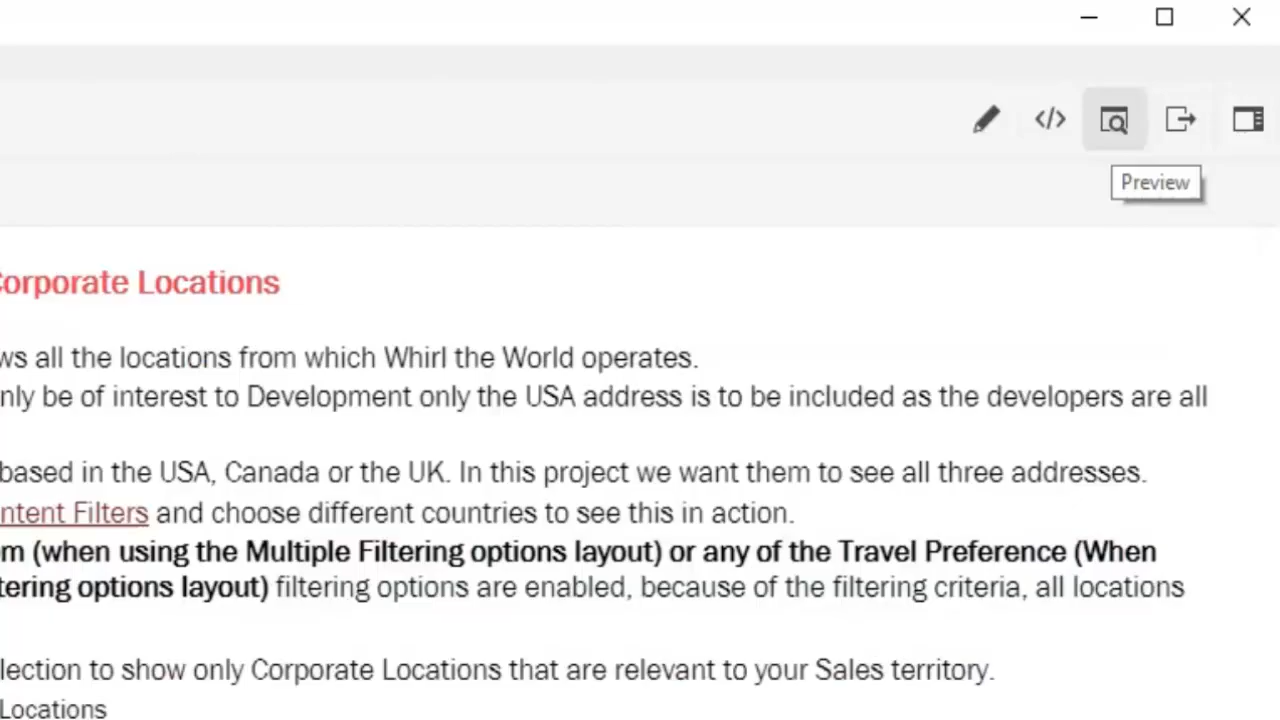 Preview
Corporate Locations
all the locations from which Whirl the World operates.
be of interest to Development only the USA address is to be included as the developers are all
based in the USA, Canada or the UK. In this project we want them to see all three addresses.
Filters and choose different countries to see this in action.
(when using the Multiple Filtering options layout) or any of the Travel Preference (When
options layout) filtering options are enabled, because of the filtering criteria, all locations
to show only Corporate Locations that are relevant to your Sales territory.
Locations